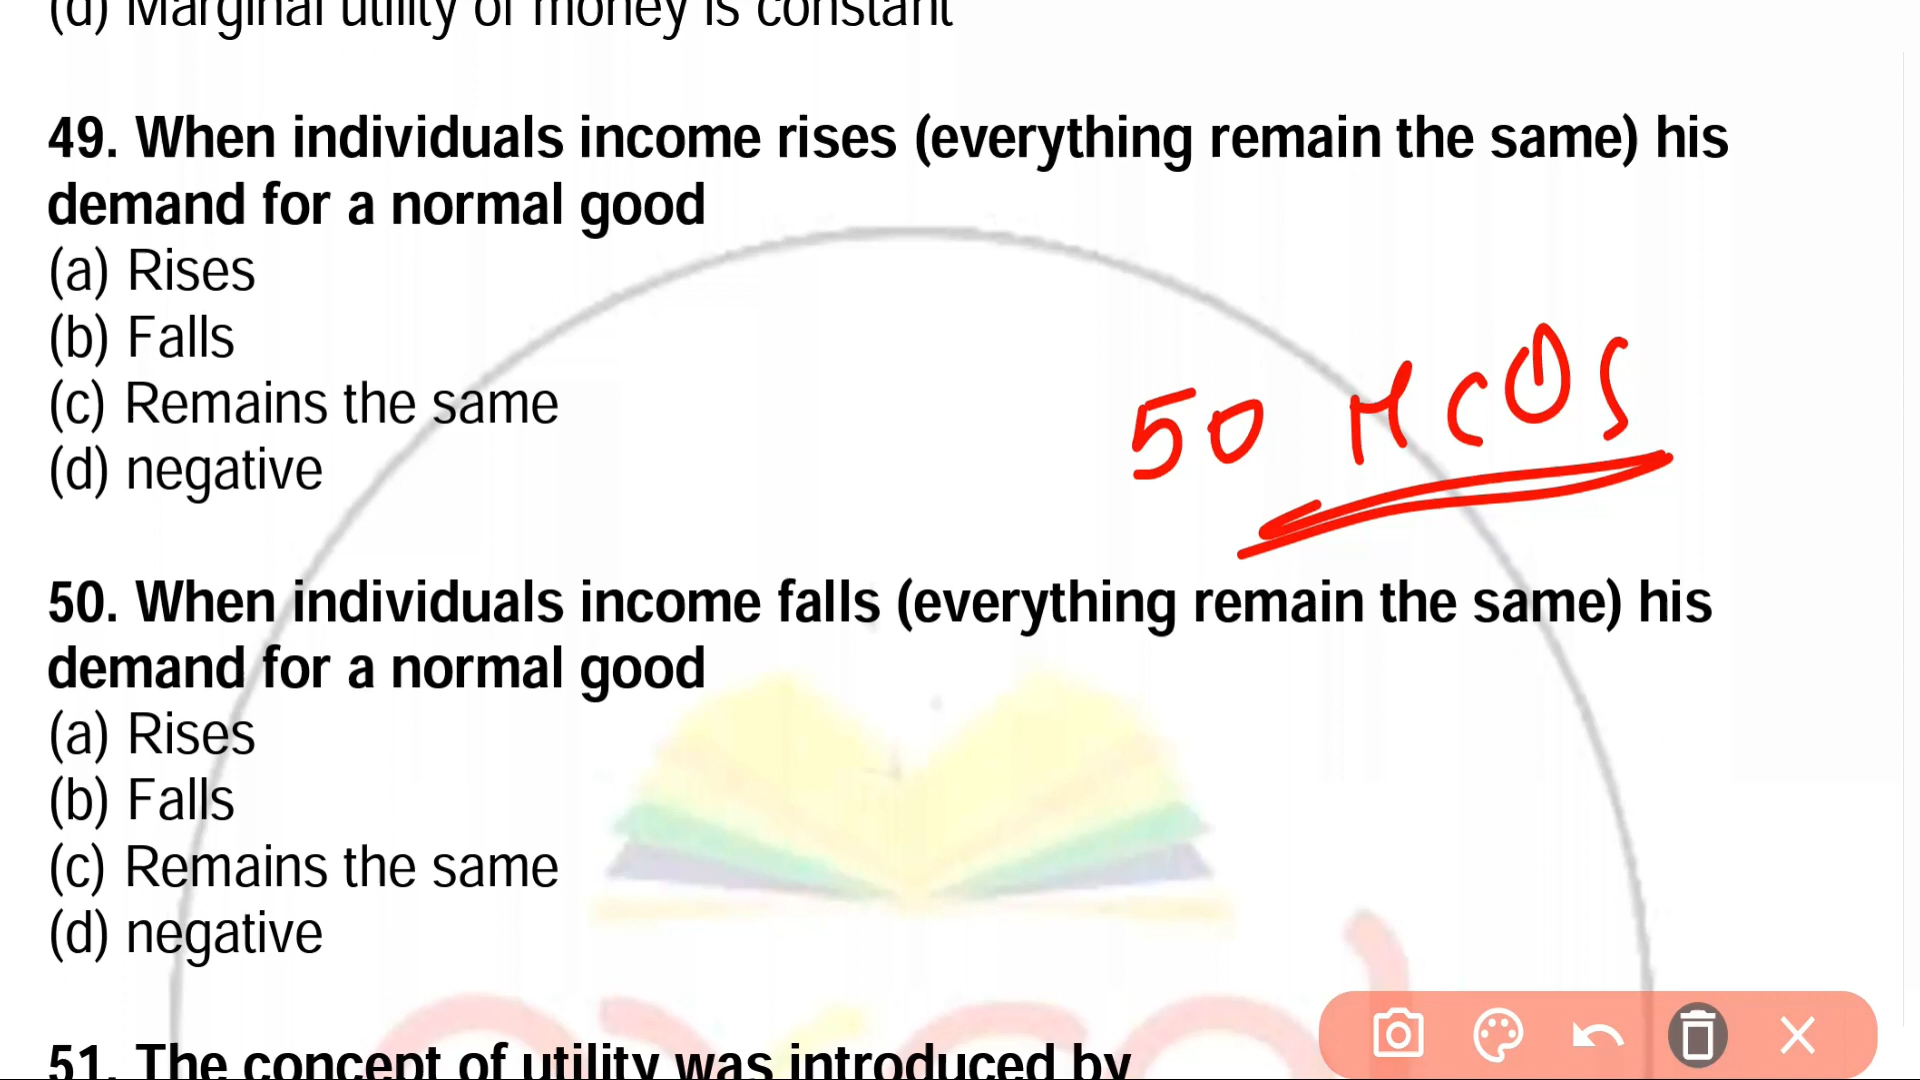 (d) Marginal utility of money is constant
49. When individuals income rises (everything remain the same) his
demand for a normal good
(a) Rises
(b) Falls
(c) Remains the same
(d) negative
50 MCQS
50. When individuals income falls (everything remain the same) his
demand for a normal good
(a) Rises
(b) Falls
(c) Remains the same
(d) negative
51. The concept of utility was introduced by